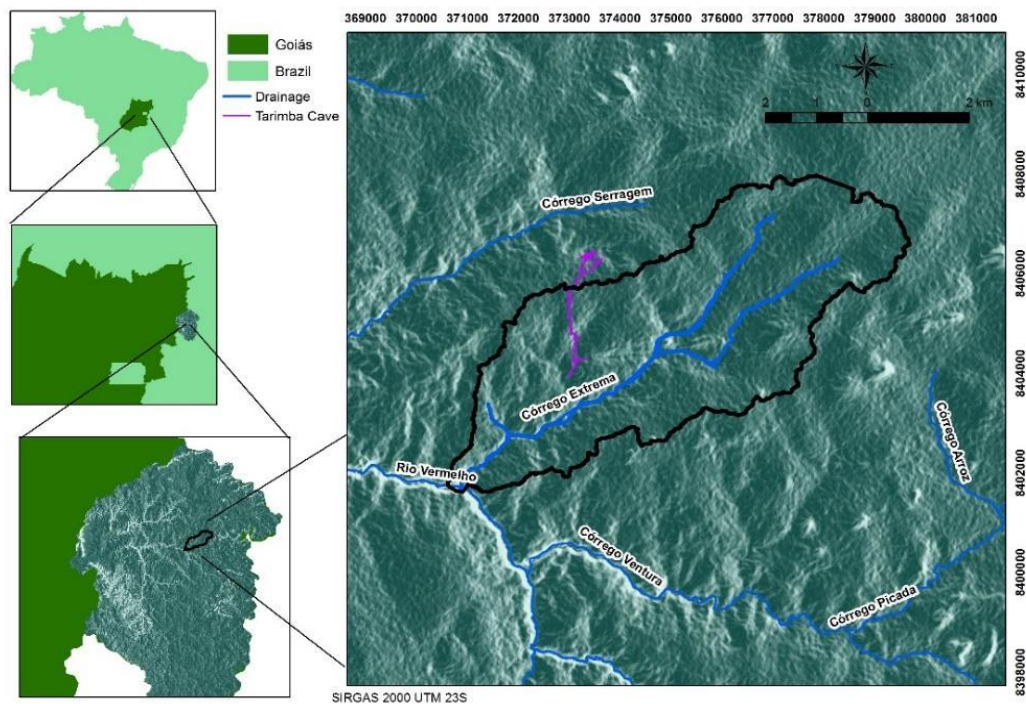 369000 370000 371000 372000 373000 374000 375000 376000 377000 378000 379000 380000 381000
Goiás
Brazil
Drainage
Tarimba Cave
2 1 0 2 km
8410000
8408000
8406000
8404000
8402000
8400000
8398000
Córrego Serragem
Córrego Extrema
Rio Vermelho
Córrego Arroz
Córrego Ventura
Córrego Picada
SIRGAS 2000 UTM 23S